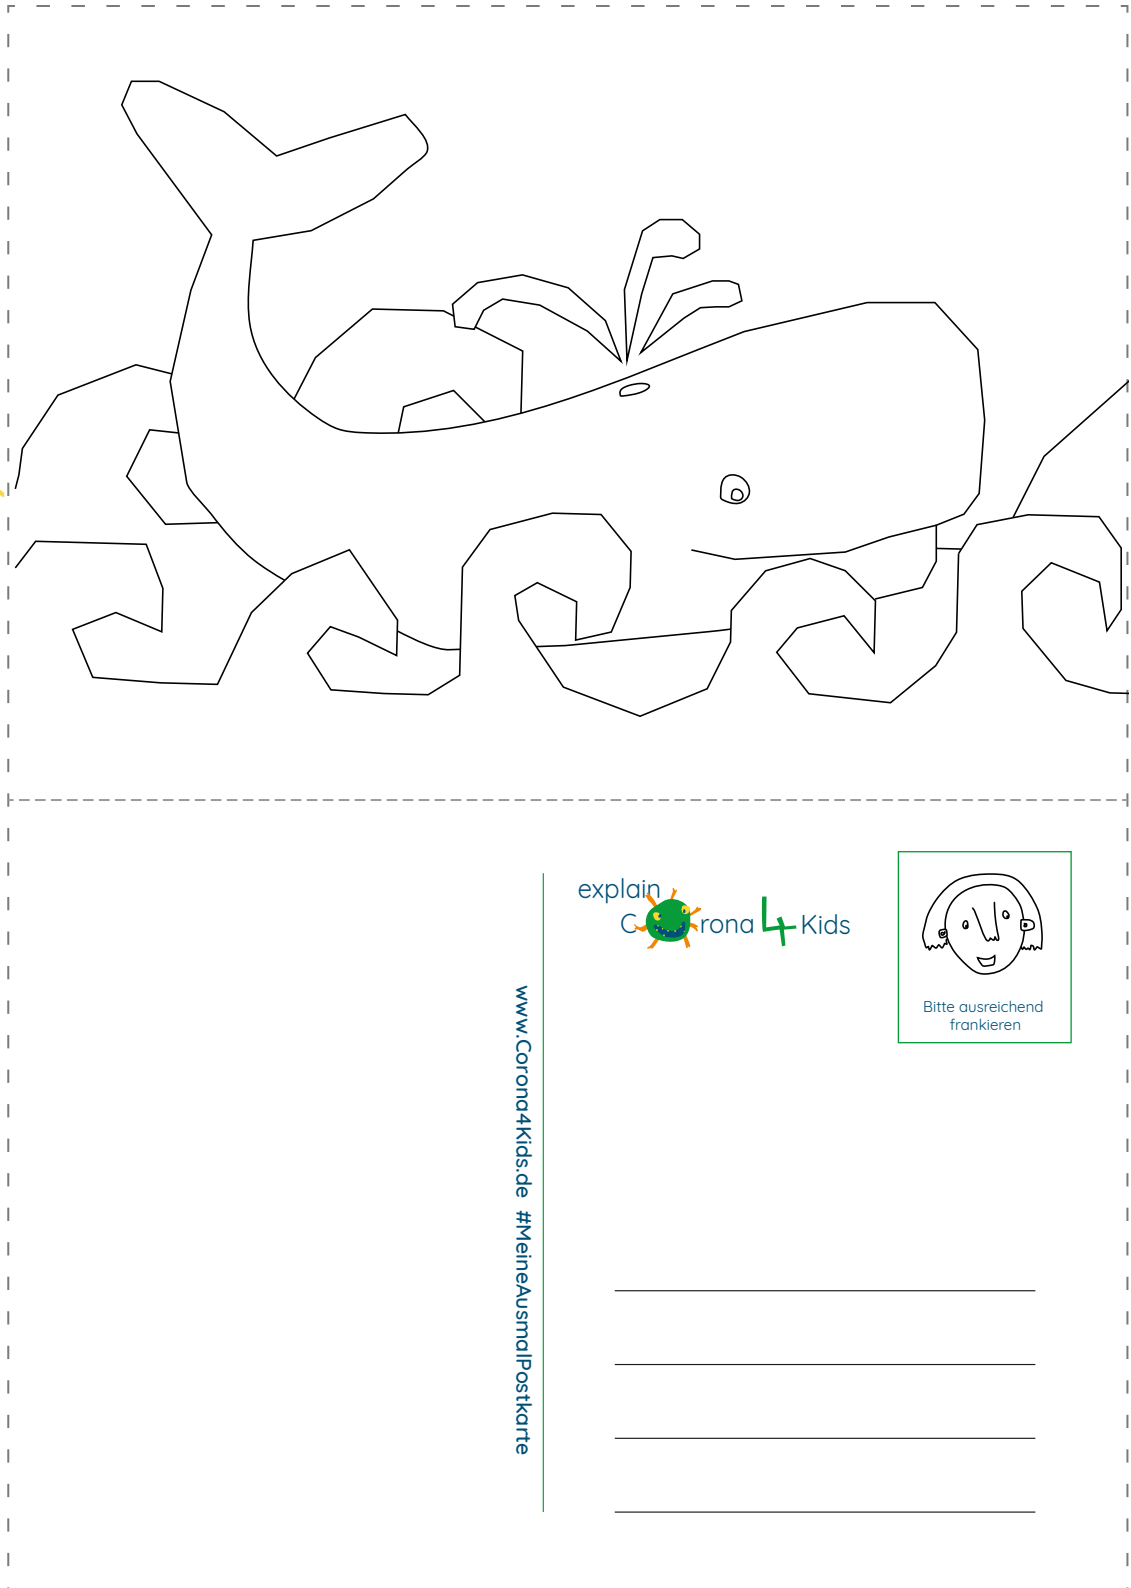 explain
Corona 4 Kids
Bitte ausreichend
frankieren
www.Corona4Kids.de #MeineAusmalPostkarte